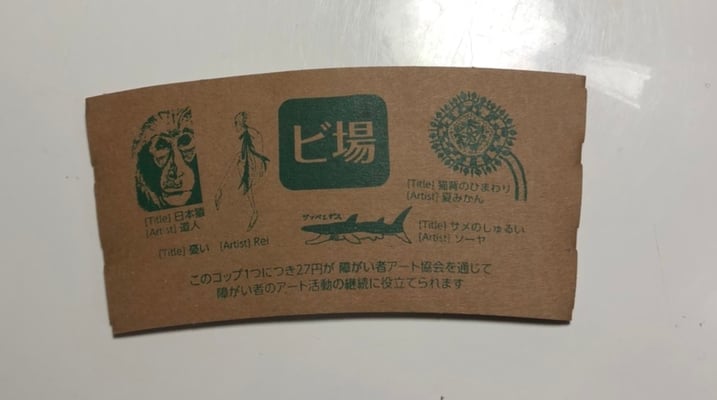 ビ場
[Title] 日本猿
[Artist] 道人
[Title] 憂い [Artist] Rei
[Title] 猫背のひまわり
[Artist] 夏みかん
[Title] サメのしゅるい
[Artist] ソーヤ
このコップ1つにつき27円が 障がい者アート協会を通じて
障がい者のアート活動の継続に役立てられます